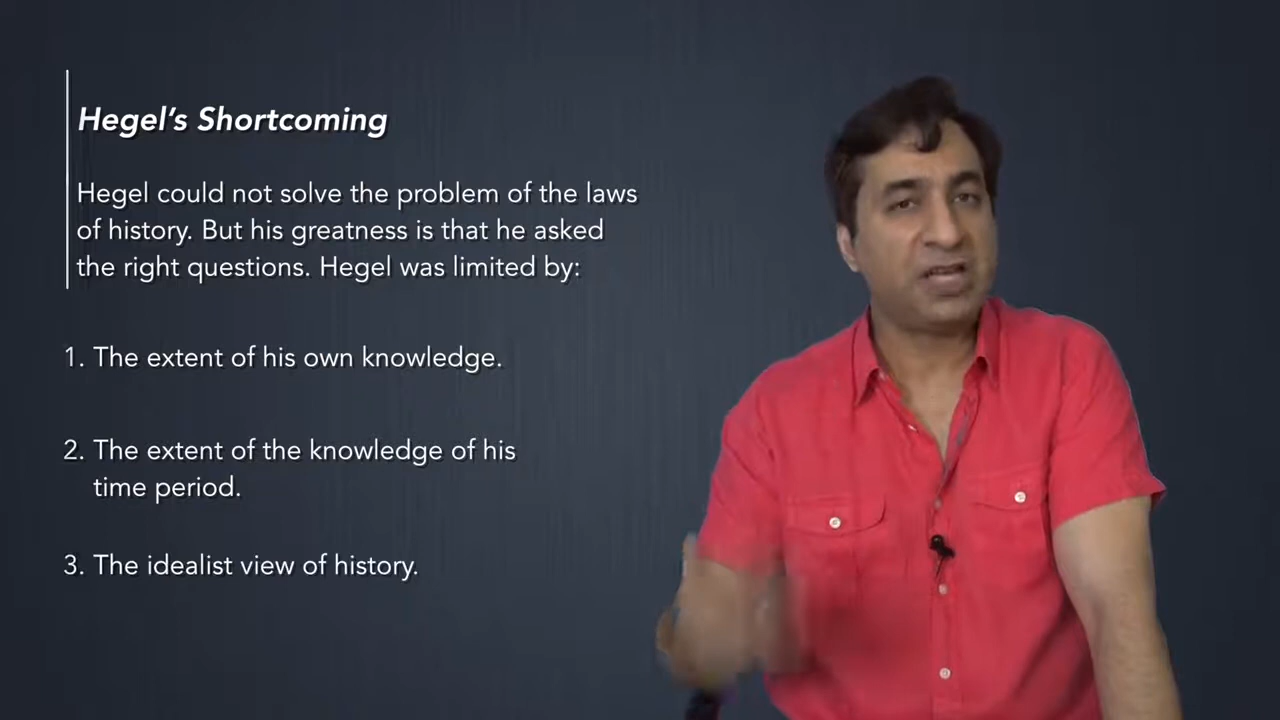 Hegel's Shortcoming
Hegel could not solve the problem of the laws
of history. But his greatness is that he asked
the right questions. Hegel was limited by:
1. The extent of his own knowledge.
2. The extent of the knowledge of his
time period.
3. The idealist view of history.